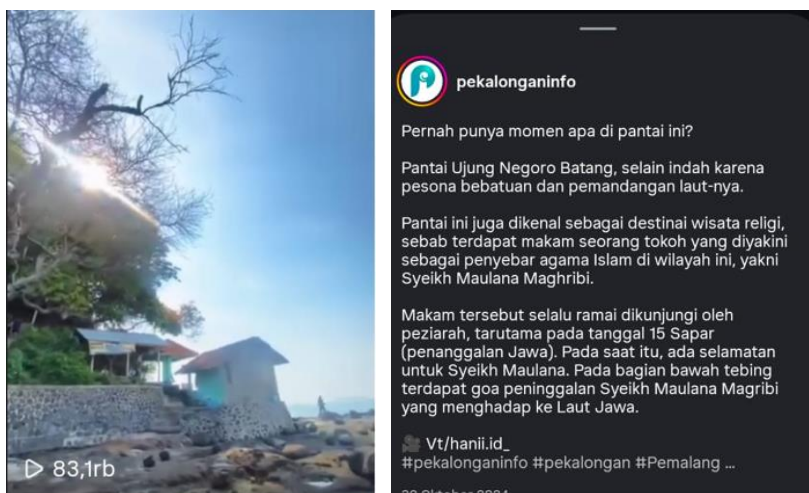 83,1rb
pekalonganinfo
Pernah punya momen apa di pantai ini?
Pantai Ujung Negoro Batang, selain indah karena
pesona bebatuan dan pemandangan laut-nya.
Pantai ini juga dikenal sebagai destinai wisata religi,
sebab terdapat makam seorang tokoh yang diyakini
sebagai penyebar agama Islam di wilayah ini, yakni
Syeikh Maulana Maghribi.
Makam tersebut selalu ramai dikunjungi oleh
peziarah, tarutama pada tanggal 15 Sapar
(penanggalan Jawa). Pada saat itu, ada selamatan
untuk Syeikh Maulana. Pada bagian bawah tebing
terdapat goa peninggalan Syeikh Maulana Magribi
yang menghadap ke Laut Jawa.
🎥 Vt/hanii.id_
#pekalonganinfo #pekalongan #Pemalang ...